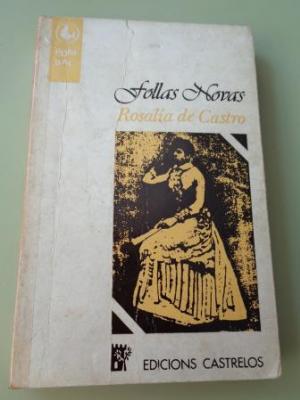 Follas Novas
Rosalía de Castro
EDICIONS CASTRELOS